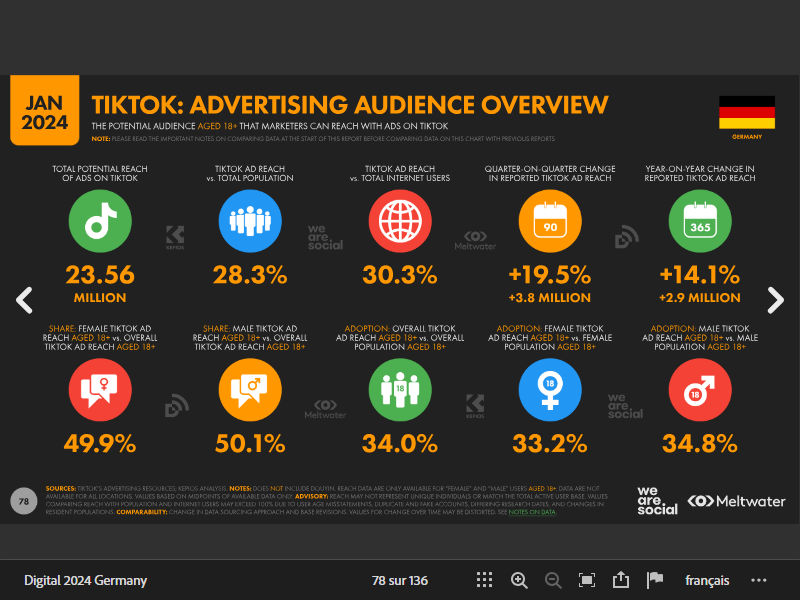 JAN
2024
TIKTOK: ADVERTISING AUDIENCE OVERVIEW
THE POTENTIAL AUDIENCE AGED 18+ THAT MARKETERS CAN REACH WITH ADS ON TIKTOK
NOTE: PLEASE READ THE IMPORTANT NOTES ON COMPARING DATA AT THE START OF THIS REPORT BEFORE COMPARING DATA ON THIS CHART WITH PREVIOUS REPORTS
GERMANY
TOTAL POTENTIAL REACH
OF ADS ON TIKTOK
23.56
MILLION
TIKTOK AD REACH
vs. TOTAL POPULATION
28.3%
TIKTOK AD REACH
vs. TOTAL INTERNET USERS
30.3%
QUARTER-ON-QUARTER CHANGE
IN REPORTED TIKTOK AD REACH
90
+19.5%
+3.8 MILLION
YEAR-ON-YEAR CHANGE IN
REPORTED TIKTOK AD REACH
365
+14.1%
+2.9 MILLION
KEPIOS
we
are.
social
Meltwater
SHARE: FEMALE TIKTOK AD
REACH AGED 18+ vs. OVERALL
TIKTOK AD REACH AGED 18+
49.9%
SHARE: MALE TIKTOK AD
REACH AGED 18+ vs. OVERALL
TIKTOK AD REACH AGED 18+
50.1%
ADOPTION: OVERALL TIKTOK
AD REACH AGED 18+ vs. OVERALL
POPULATION AGED 18+
18
34.0%
ADOPTION: FEMALE TIKTOK
AD REACH AGED 18+ vs. FEMALE
POPULATION AGED 18+
18
33.2%
ADOPTION: MALE TIKTOK
AD REACH AGED 18+ vs. MALE
POPULATION AGED 18+
18
34.8%
Meltwater
KEPIOS
we
are.
social
78
SOURCES: TIKTOK'S ADVERTISING RESOURCES; KEPIOS ANALYSIS. NOTES: DOES NOT INCLUDE DOUYIN. REACH DATA ARE ONLY AVAILABLE FOR "FEMALE" AND "MALE" USERS AGED 18+. DATA ARE NOT
AVAILABLE FOR ALL LOCATIONS. VALUES BASED ON MIDPOINTS OF AVAILABLE DATA ONLY. ADVISORY: REACH MAY NOT REPRESENT UNIQUE INDIVIDUALS OR MATCH THE TOTAL ACTIVE USER BASE. VALUES
COMPARING REACH WITH POPULATION AND INTERNET USERS MAY EXCEED 100% DUE TO USER AGE MISSTATEMENTS, DUPLICATE AND FAKE ACCOUNTS, DIFFERING RESEARCH DATES, AND CHANGES IN
RESIDENT POPULATIONS. COMPARABILITY: CHANGE IN DATA SOURCING APPROACH AND BASE REVISIONS. VALUES FOR CHANGE OVER TIME MAY BE DISTORTED. SEE NOTES ON DATA.
we
are.
social
Meltwater
Digital 2024 Germany
78 sur 136
français